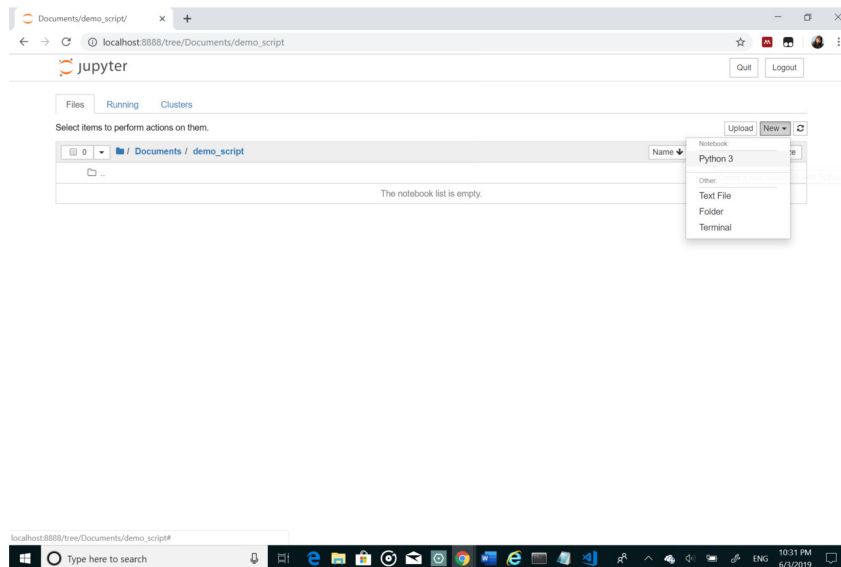 Documents/demo_script/
localhost:8888/tree/Documents/demo_script
jupyter
Quit
Logout
Files
Running
Clusters
Select items to perform actions on them.
Upload
New
0
/ Documents / demo_script
Name
Notebook:
Python 3
Other:
Text File
Folder
Terminal
..
The notebook list is empty.
localhost:8888/tree/Documents/demo_script#
Type here to search
ENG
10:31 PM
6/3/2019